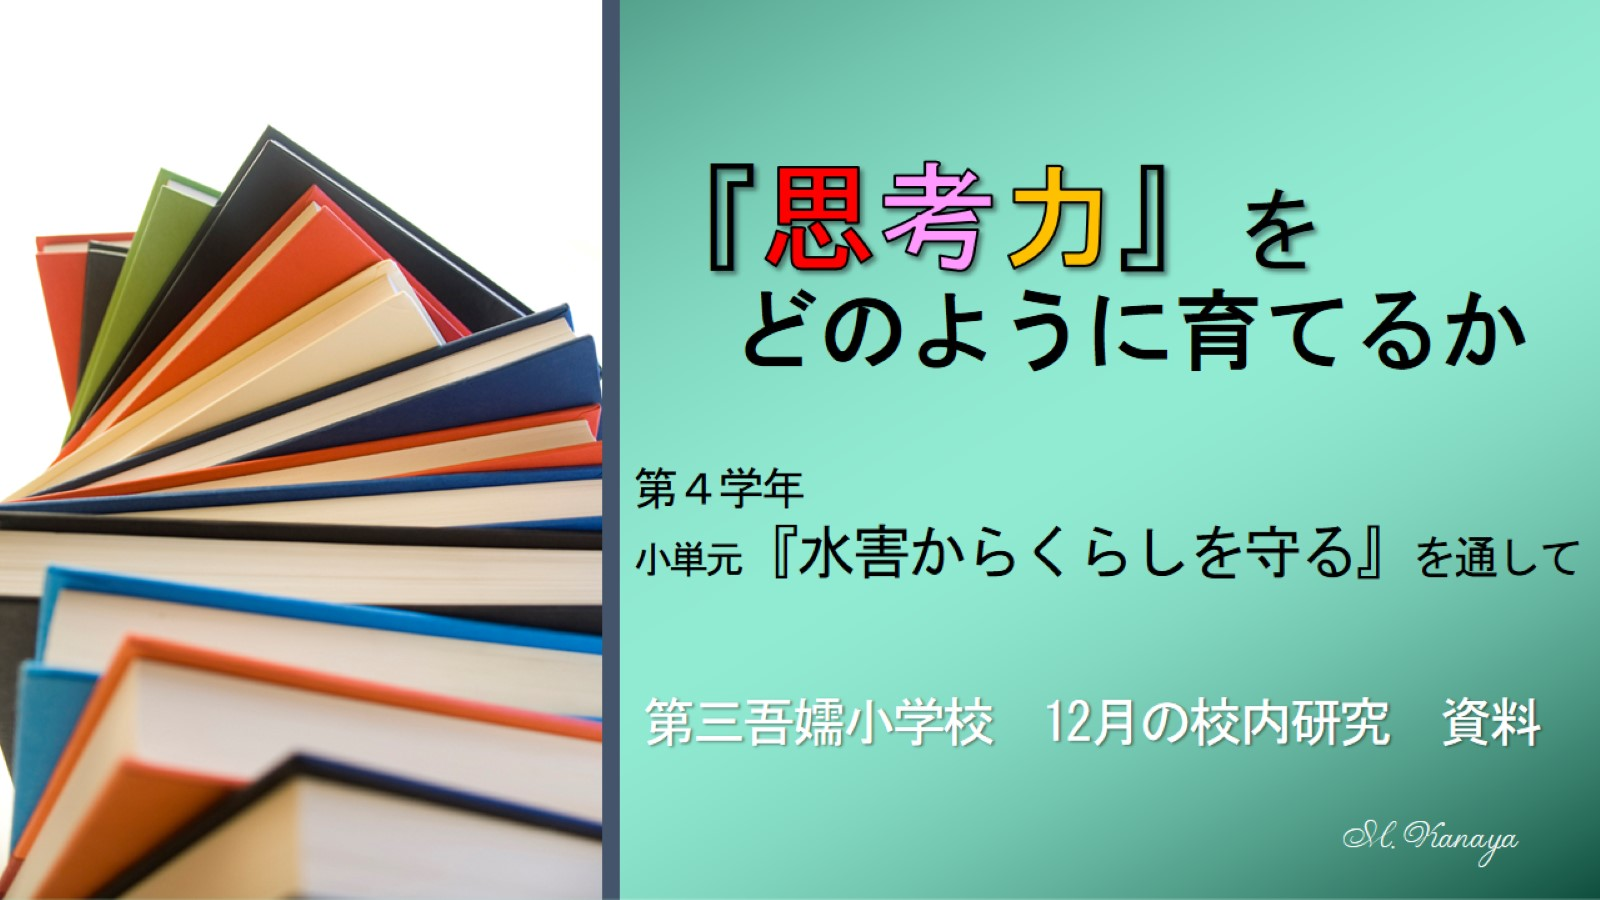 『思考力』を
どのように育てるか
第４学年
小単元『水害からくらしを守る』を通して
第三吾嬬小学校　12月の校内研究　資料
M. Kanaya